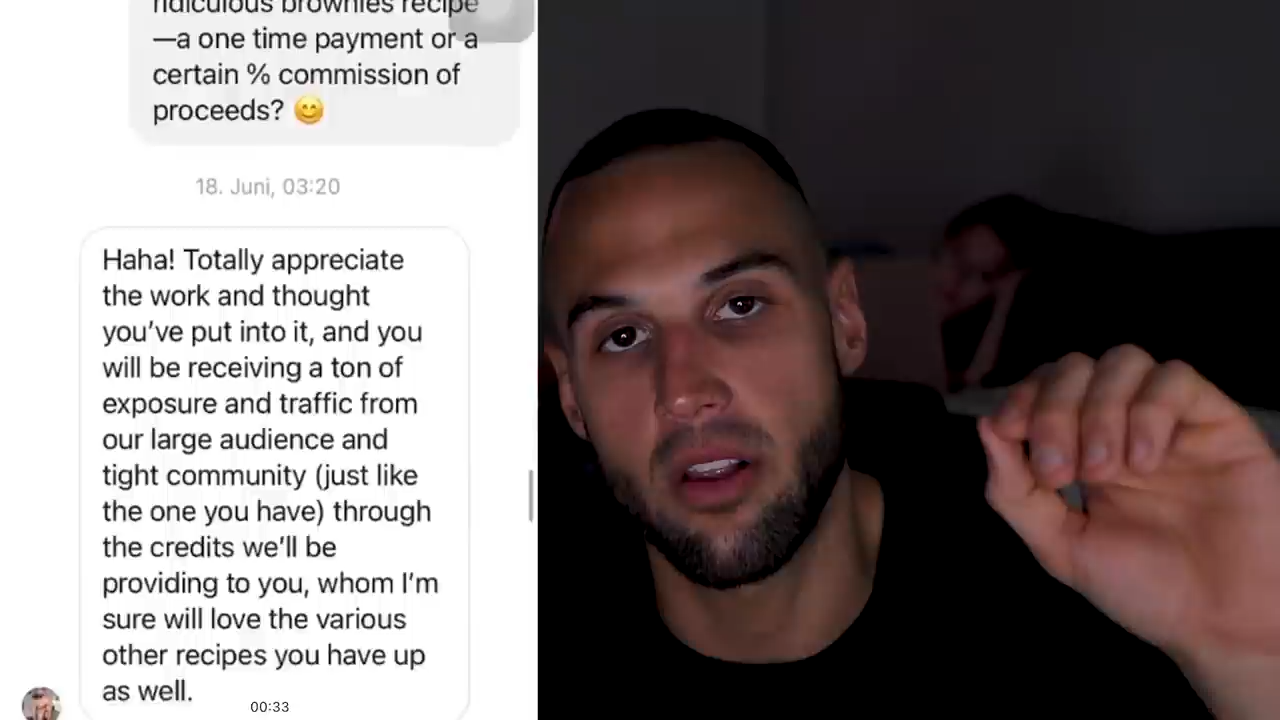 ridiculous brownies recipe
—a one time payment or a
certain % commission of
proceeds? 😊
18. Juni, 03:20
Haha! Totally appreciate
the work and thought
you’ve put into it, and you
will be receiving a ton of
exposure and traffic from
our large audience and
tight community (just like
the one you have) through
the credits we’ll be
providing to you, whom I’m
sure will love the various
other recipes you have up
as well.
00:33